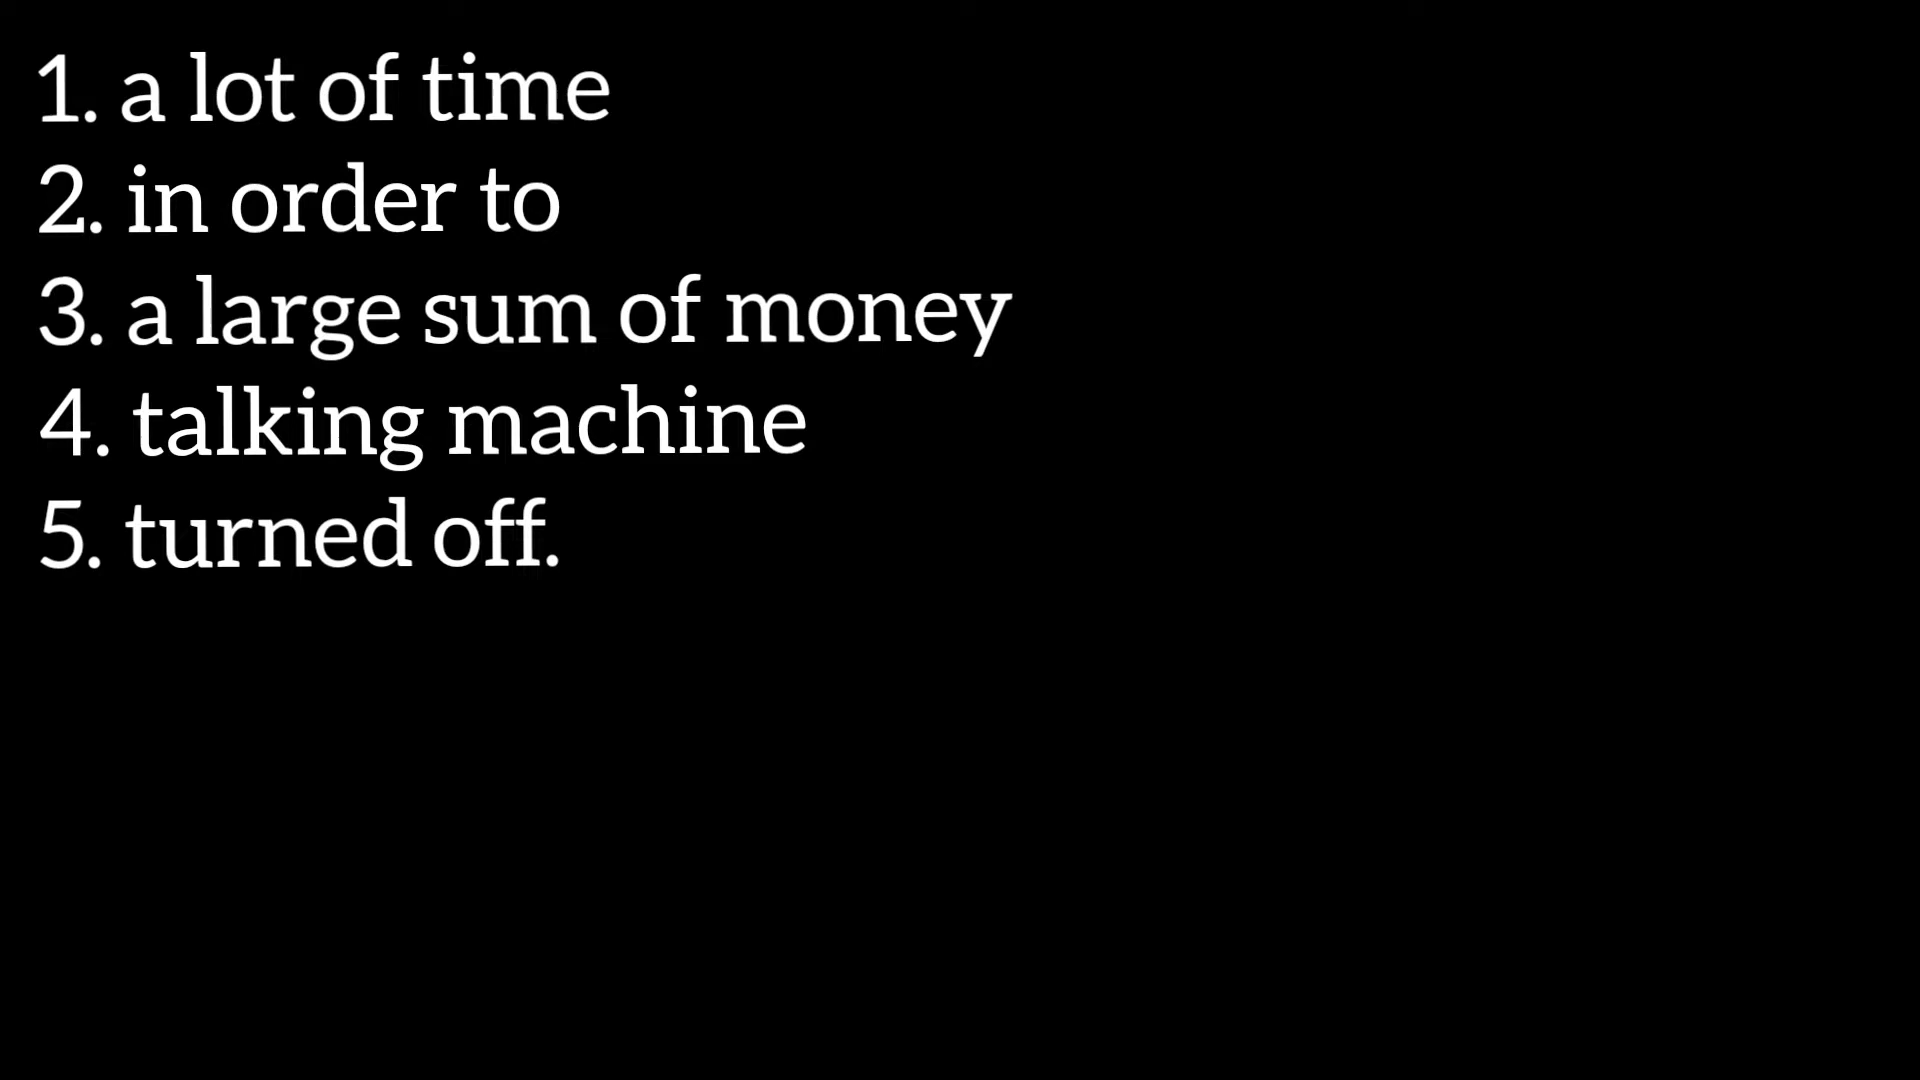 1. a lot of time
2. in order to
3. a large sum of money
4. talking machine
5. turned off.